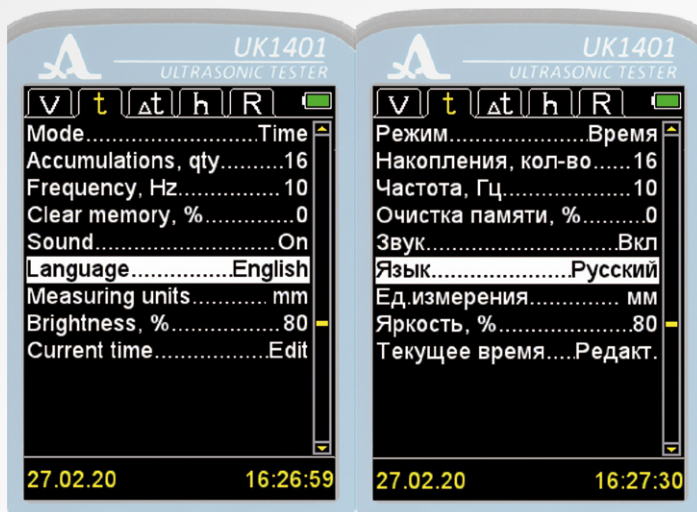 UK1401
ULTRASONIC TESTER
V t Δt h R
Mode..........................Time
Accumulations, qty..........16
Frequency, Hz................10
Clear memory, %...........0
Sound...........................On
Language...............English
Measuring units............ mm
Brightness, %................80
Current time.................Edit
27.02.20 16:26:59
UK1401
ULTRASONIC TESTER
V t Δt h R
Режим.....................Время
Накопления, кол-во......16
Частота, Гц....................10
Очистка памяти, %.......0
Звук.............................Вкл
Язык.....................Русский
Ед.измерения.............. мм
Яркость, %....................80
Текущее время.....Редакт.
27.02.20 16:27:30